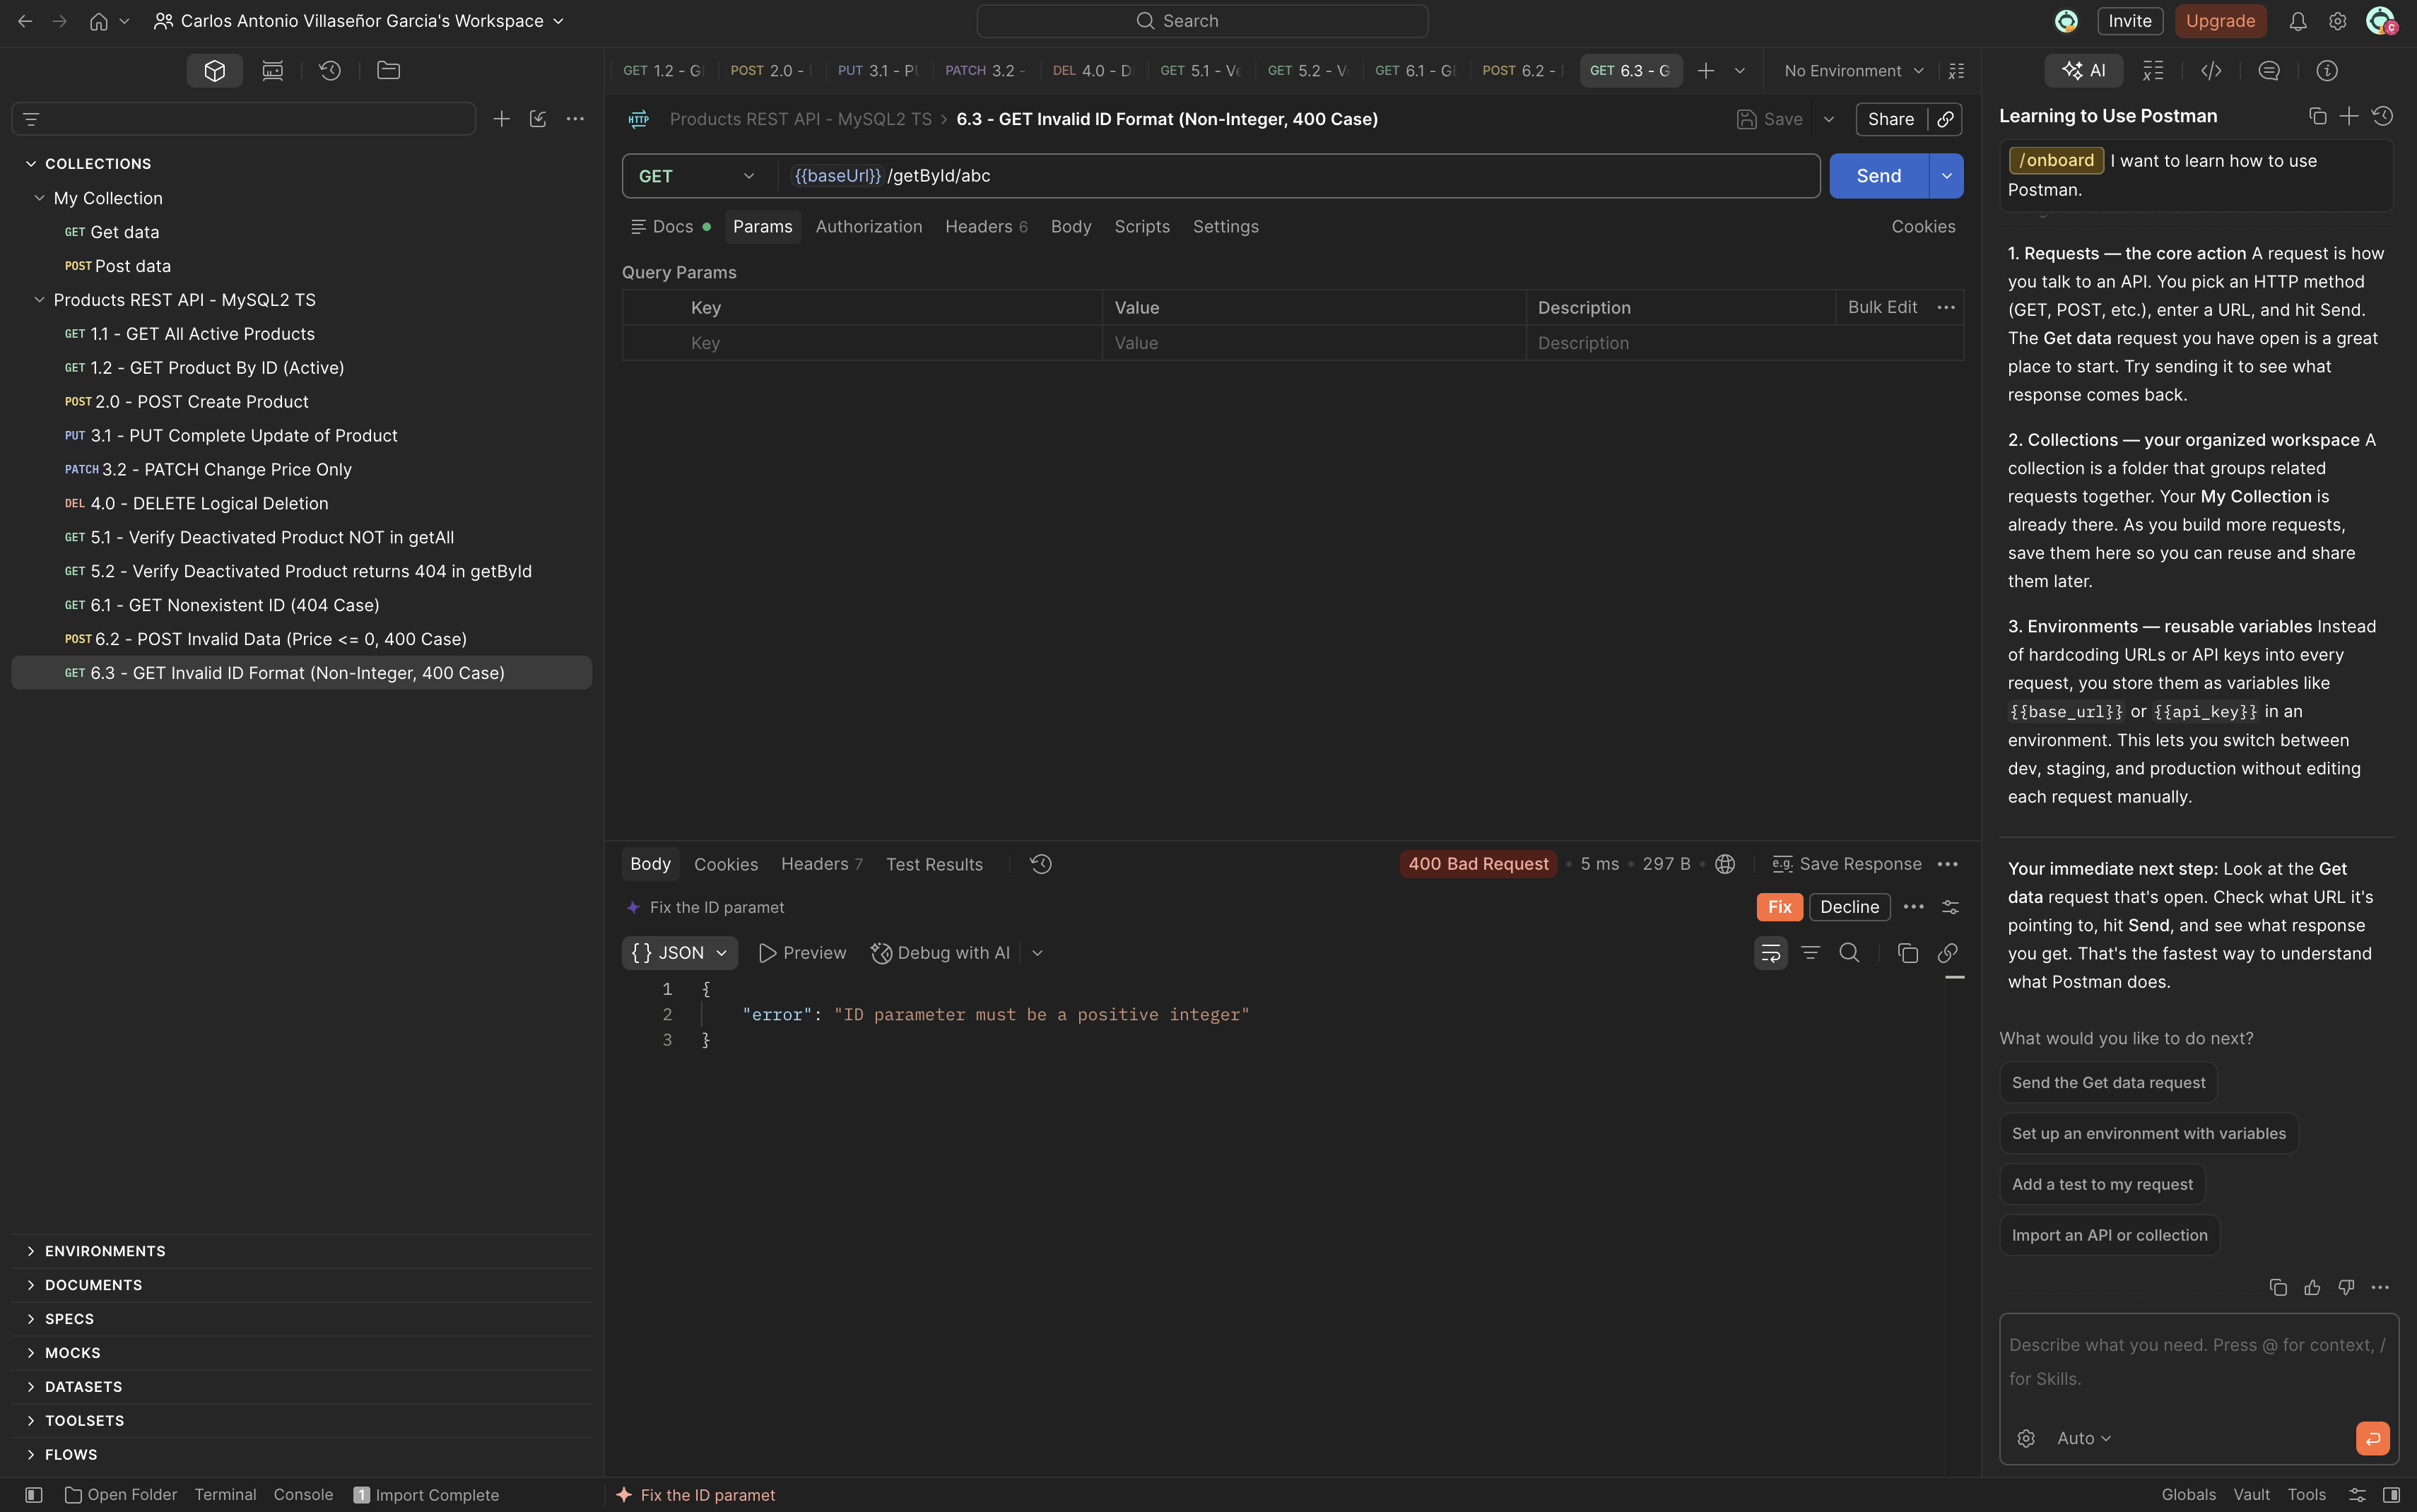 Carlos Antonio Villaseñor Garcia's Workspace
Search
Invite
Upgrade
C
COLLECTIONS
My Collection
GET Get data
POST Post data
Products REST API - MySQL2 TS
GET 1.1 - GET All Active Products
GET 1.2 - GET Product By ID (Active)
POST 2.0 - POST Create Product
PUT 3.1 - PUT Complete Update of Product
PATCH 3.2 - PATCH Change Price Only
DEL 4.0 - DELETE Logical Deletion
GET 5.1 - Verify Deactivated Product NOT in getAll
GET 5.2 - Verify Deactivated Product returns 404 in getById
GET 6.1 - GET Nonexistent ID (404 Case)
POST 6.2 - POST Invalid Data (Price <= 0, 400 Case)
GET 6.3 - GET Invalid ID Format (Non-Integer, 400 Case)
ENVIRONMENTS
DOCUMENTS
SPECS
MOCKS
DATASETS
TOOLSETS
FLOWS
GET 1.2 - G
POST 2.0 -
PUT 3.1 - P
PATCH 3.2 -
DEL 4.0 - D
GET 5.1 - Ve
GET 5.2 - V
GET 6.1 - G
POST 6.2 -
GET 6.3 - G
No Environment
HTTP Products REST API - MySQL2 TS > 6.3 - GET Invalid ID Format (Non-Integer, 400 Case)
Save
Share
GET
{{baseUrl}} /getById/abc
Send
Docs Params Authorization Headers 6 Body Scripts Settings
Cookies
Query Params
Key Value Description Bulk Edit
Key Value Description
Body Cookies Headers 7 Test Results
400 Bad Request • 5 ms • 297 B
e.g. Save Response
Fix the ID paramet
Fix Decline
{} JSON Preview Debug with AI
1 {
2 "error": "ID parameter must be a positive integer"
3 }
AI
Learning to Use Postman
/onboard I want to learn how to use
Postman.
1. Requests — the core action A request is how
you talk to an API. You pick an HTTP method
(GET, POST, etc.), enter a URL, and hit Send.
The Get data request you have open is a great
place to start. Try sending it to see what
response comes back.
2. Collections — your organized workspace A
collection is a folder that groups related
requests together. Your My Collection is
already there. As you build more requests,
save them here so you can reuse and share
them later.
3. Environments — reusable variables Instead
of hardcoding URLs or API keys into every
request, you store them as variables like
{{base_url}} or {{api_key}} in an
environment. This lets you switch between
dev, staging, and production without editing
each request manually.
Your immediate next step: Look at the Get
data request that's open. Check what URL it's
pointing to, hit Send, and see what response
you get. That's the fastest way to understand
what Postman does.
What would you like to do next?
Send the Get data request
Set up an environment with variables
Add a test to my request
Import an API or collection
Describe what you need. Press @ for context, /
for Skills.
Auto
Open Folder Terminal Console 1 Import Complete
Fix the ID paramet
Globals Vault Tools